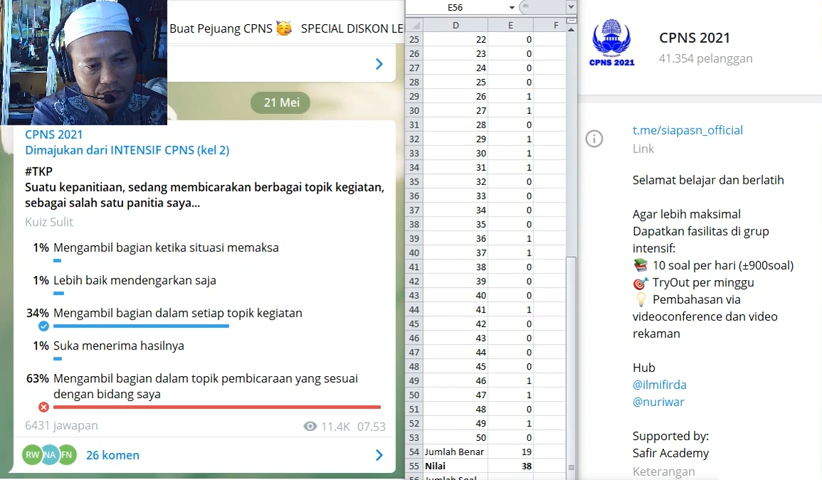 Buat Pejuang CPNS 🥳 SPECIAL DISKON LE
21 Mei
CPNS 2021
Dimajukan dari INTENSIF CPNS (kel 2)
#TKP
Suatu kepanitiaan, sedang membicarakan berbagai topik kegiatan,
sebagai salah satu panitia saya...
Kuiz Sulit
1% Mengambil bagian ketika situasi memaksa
1% Lebih baik mendengarkan saja
34% Mengambil bagian dalam setiap topik kegiatan
1% Suka menerima hasilnya
63% Mengambil bagian dalam topik pembicaraan yang sesuai
dengan bidang saya
6431 jawapan 11.4K 07.53
RW NA FN 26 komen
E56
D E F
25 22 0
26 23 0
27 24 0
28 25 0
29 26 1
30 27 1
31 28 0
32 29 1
33 30 1
34 31 1
35 32 0
36 33 0
37 34 0
38 35 0
39 36 1
40 37 1
41 38 0
42 39 0
43 40 0
44 41 1
45 42 0
46 43 0
47 44 0
48 45 0
49 46 1
50 47 1
51 48 0
52 49 1
53 50 0
54 Jumlah Benar 19
55 Nilai 38
56 Jumlah Soal
CPNS 2021
CPNS 2021
41.354 pelanggan
t.me/siapasn_official
Link
Selamat belajar dan berlatih
Agar lebih maksimal
Dapatkan fasilitas di grup
intensif:
📚 10 soal per hari (±900soal)
🎯 TryOut per minggu
💡 Pembahasan via
videoconference dan video
rekaman
Hub
@ilmifirda
@nuriwar
Supported by:
Safir Academy
Keterangan